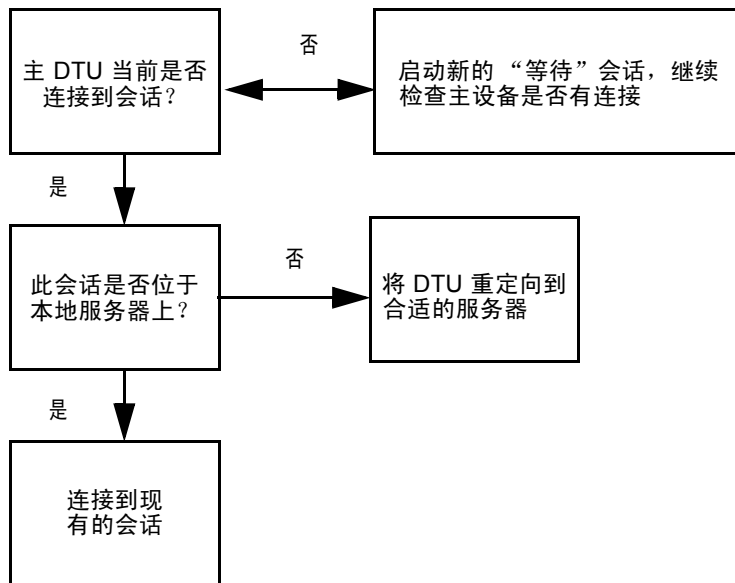 主 DTU 当前是否
连接到会话?
否
启动新的 “等待”会话，继续
检查主设备是否有连接
是
此会话是否位于
本地服务器上?
否
将 DTU 重定向到
合适的服务器
是
连接到现
有的会话